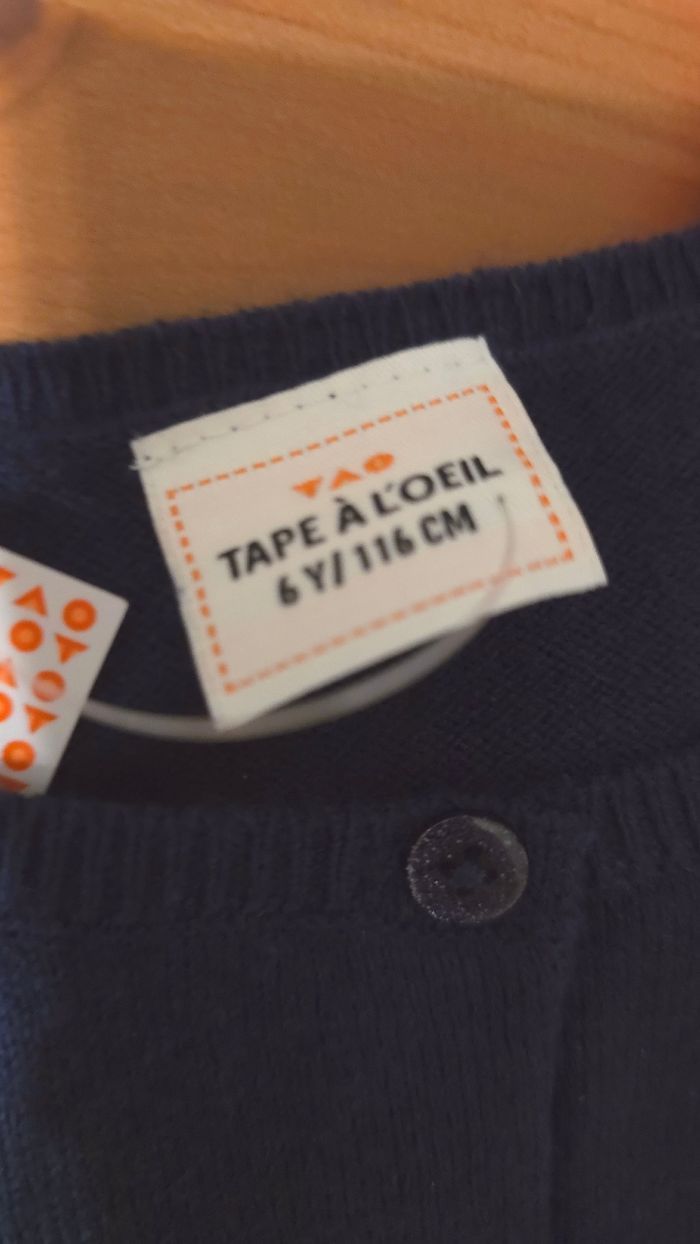 TAO
TAPE À L'OEIL
6 Y/ 116 CM